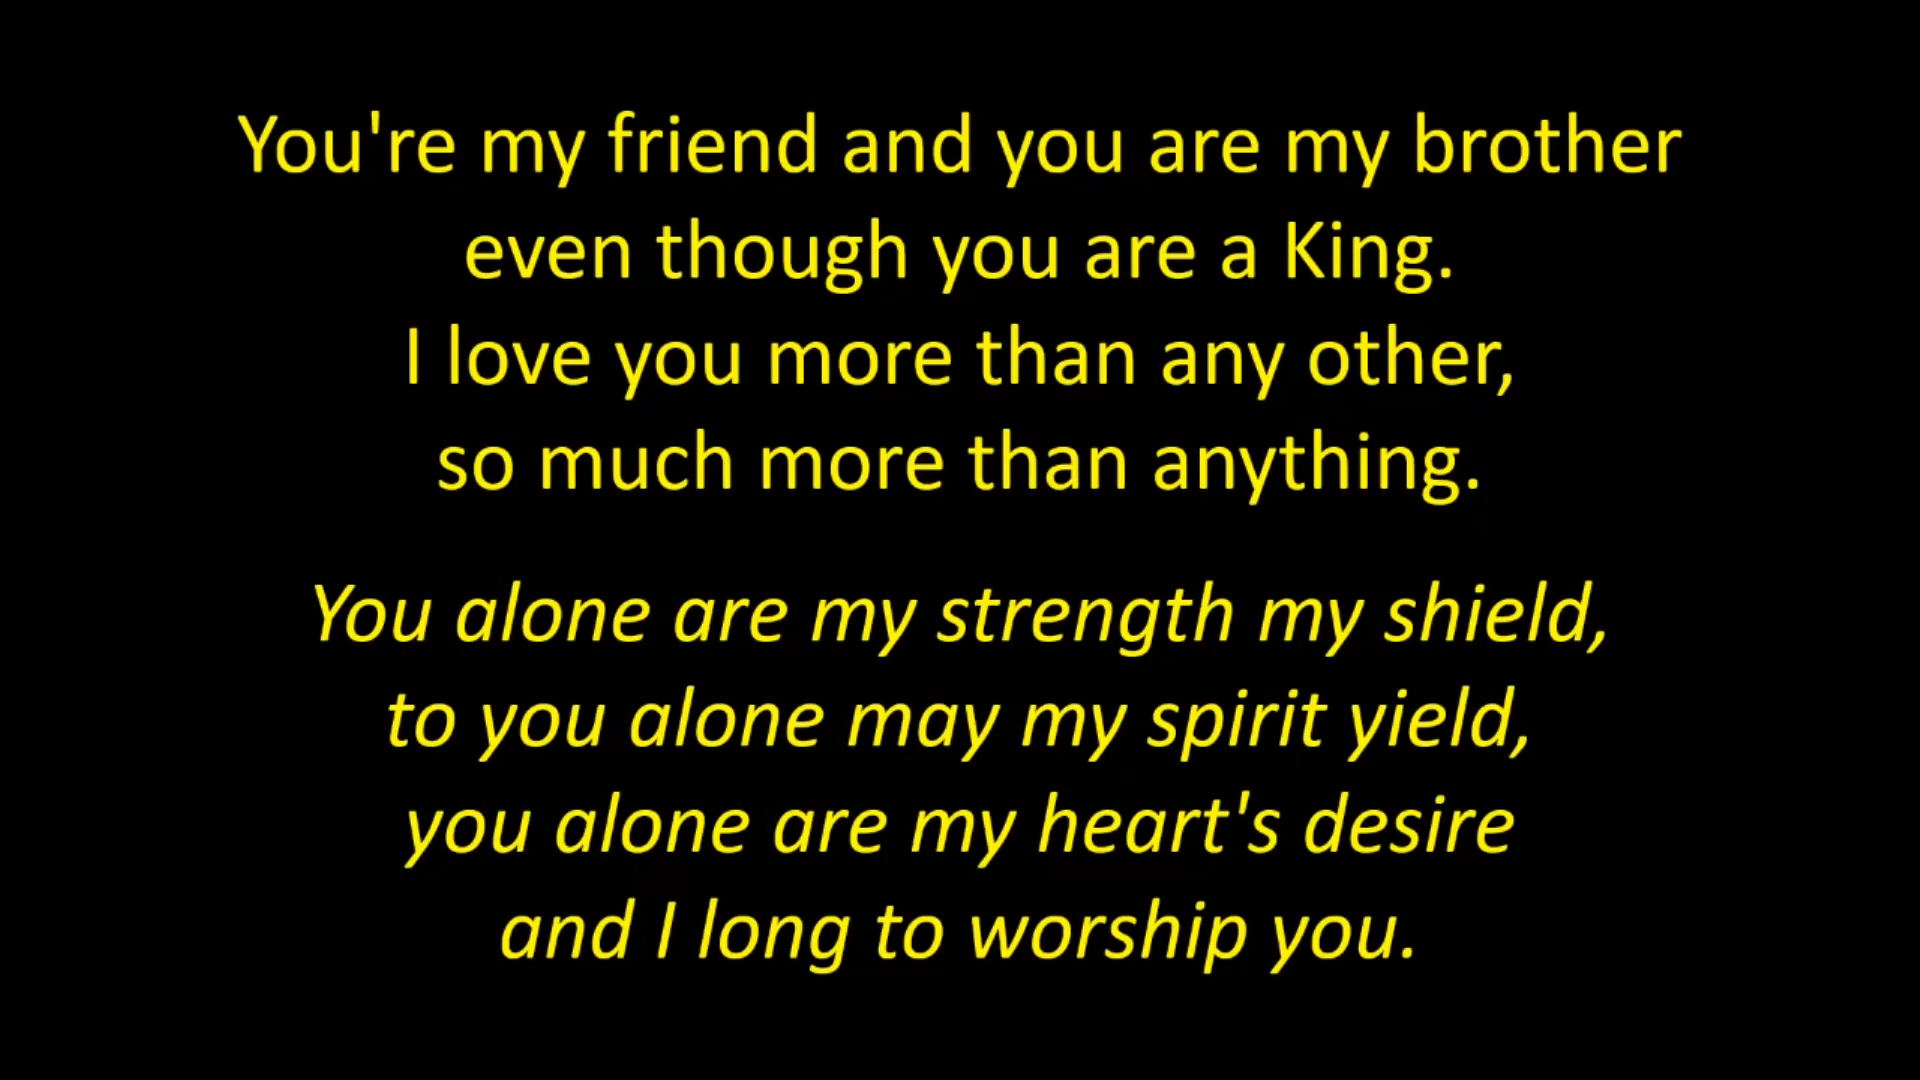 You're my friend and you are my brother
even though you are a King.
I love you more than any other,
so much more than anything.
You alone are my strength my shield,
to you alone may my spirit yield,
you alone are my heart's desire
and I long to worship you.